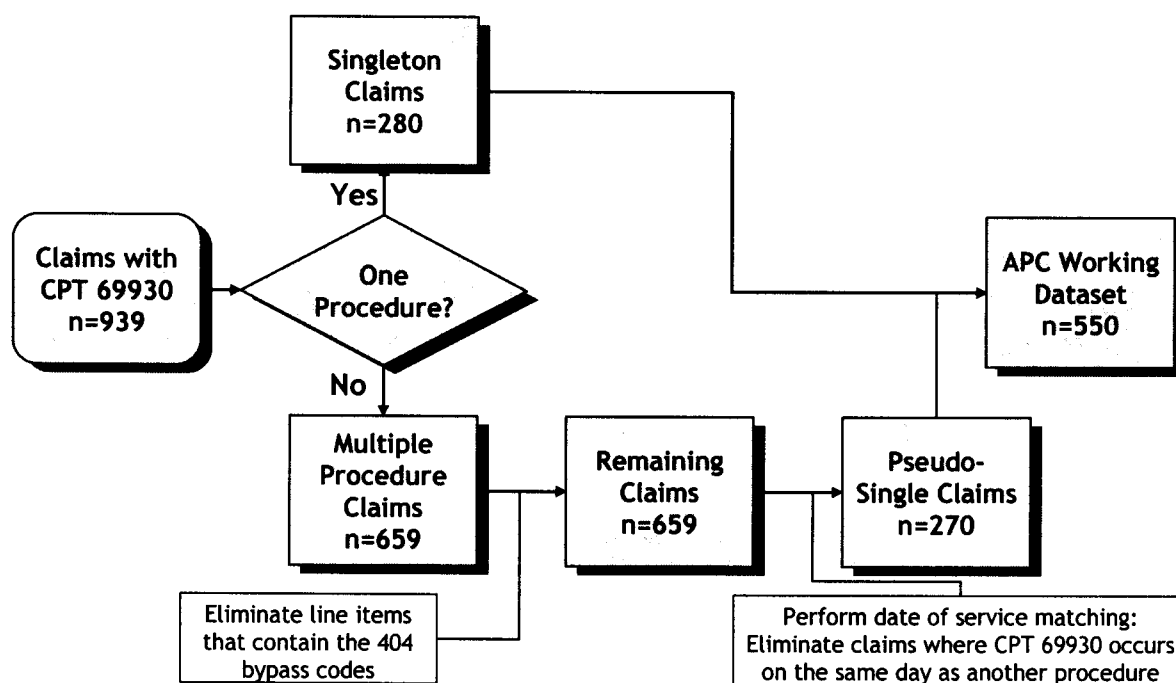 Singleton
Claims
n=280
Yes
Claims with
CPT 69930
n=939
One
Procedure?
APC Working
Dataset
n=550
No
Multiple
Procedure
Claims
n=659
Remaining
Claims
n=659
Pseudo-
Single Claims
n=270
Eliminate line items
that contain the 404
bypass codes
Perform date of service matching:
Eliminate claims where CPT 69930 occurs
on the same day as another procedure